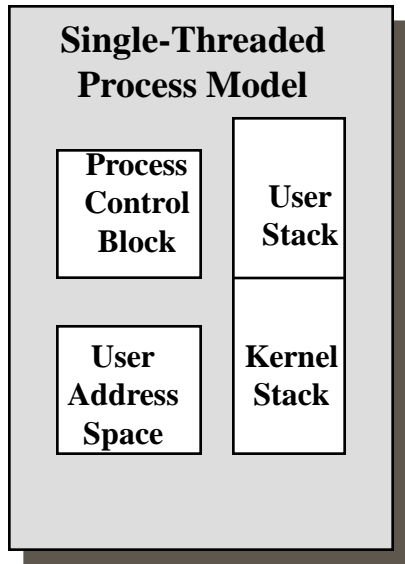 Single-Threaded
Process Model
Process
Control
Block
User
Stack
User
Address
Space
Kernel
Stack